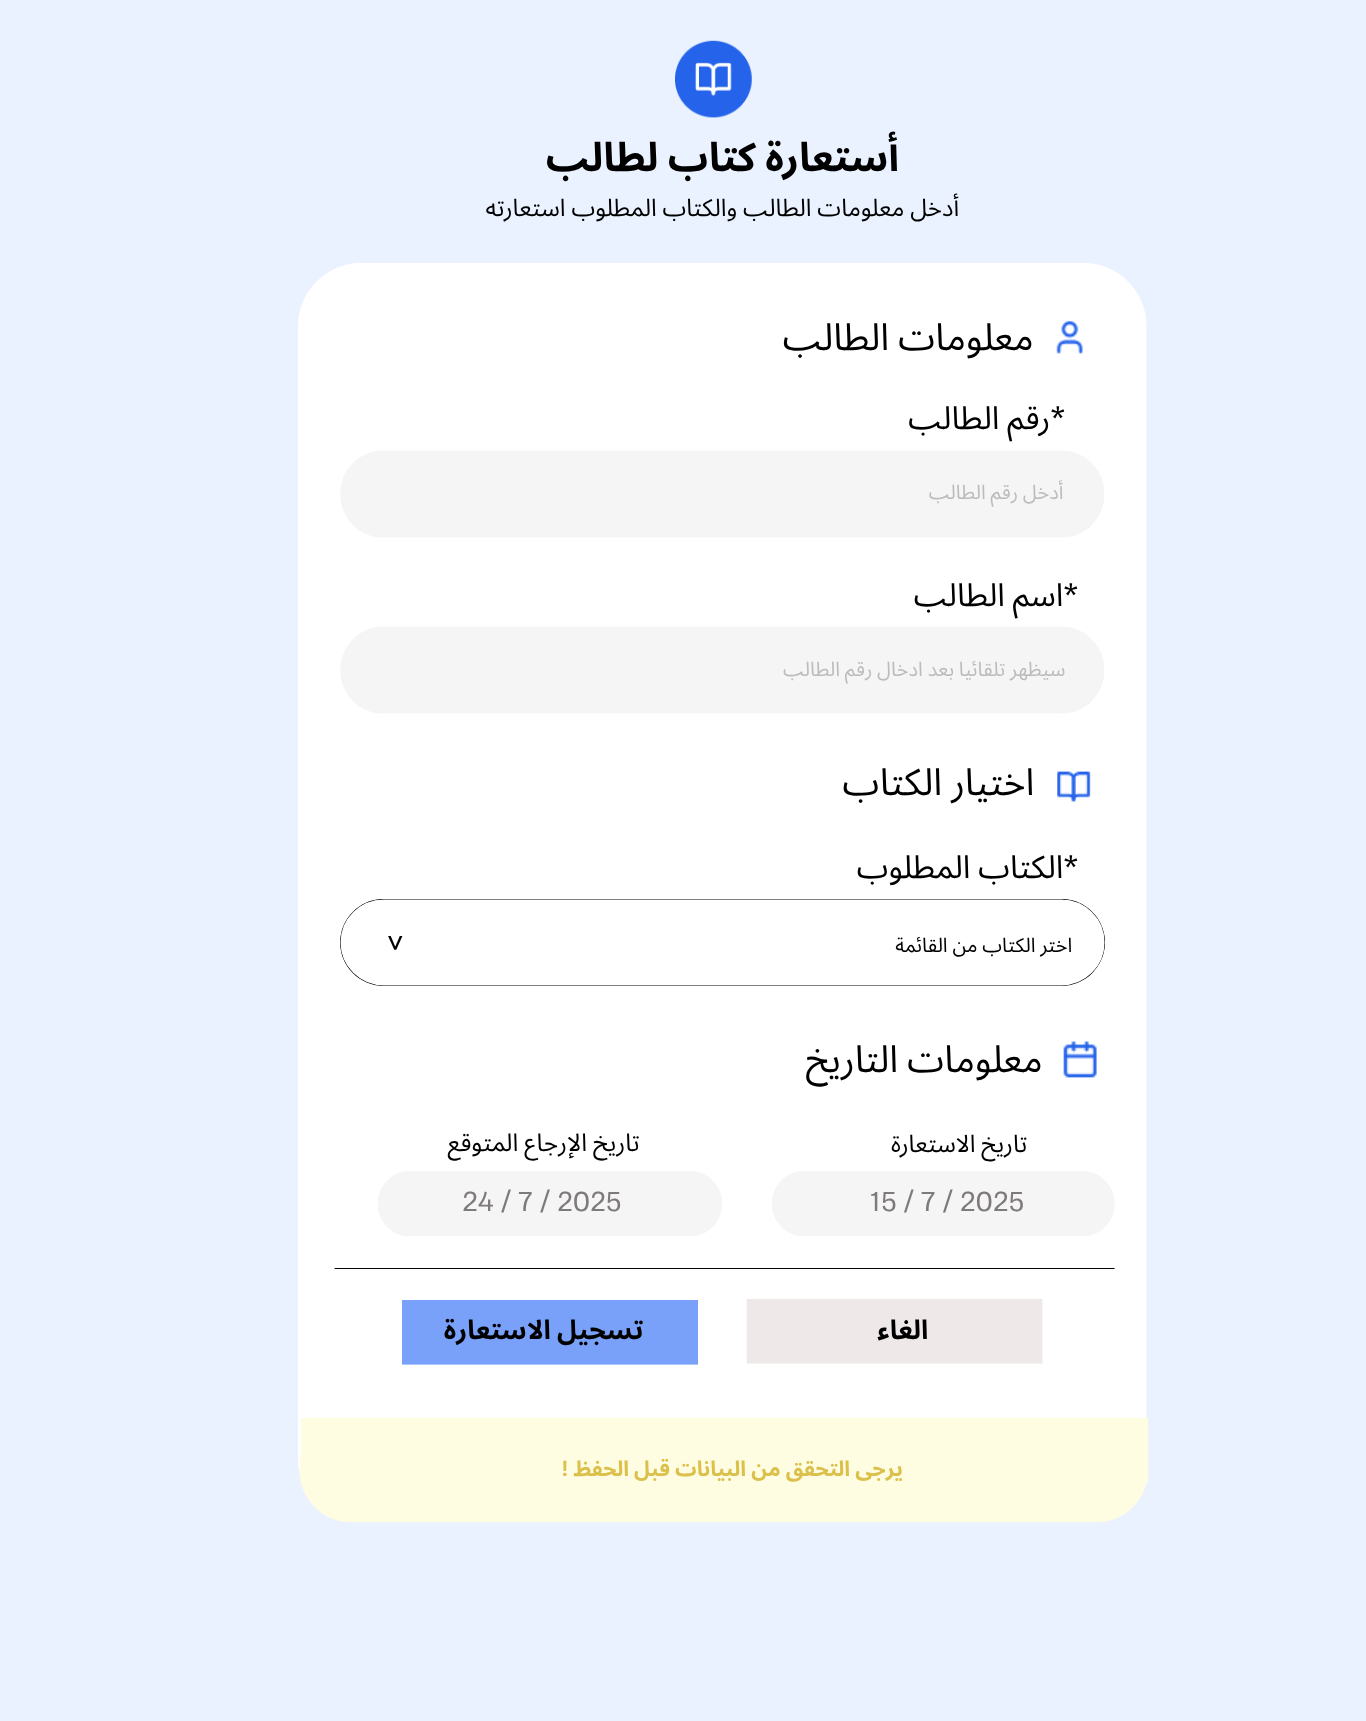 أستعارة كتاب لطالب
أدخل معلومات الطالب والكتاب المطلوب استعارته
معلومات الطالب
*رقم الطالب
أدخل رقم الطالب
*اسم الطالب
سيظهر تلقائيا بعد ادخال رقم الطالب
اختيار الكتاب
*الكتاب المطلوب
اختر الكتاب من القائمة
معلومات التاريخ
تاريخ الاستعارة
15 / 7 / 2025
تاريخ الإرجاع المتوقع
24 / 7 / 2025
الغاء
تسجيل الاستعارة
يرجى التحقق من البيانات قبل الحفظ !